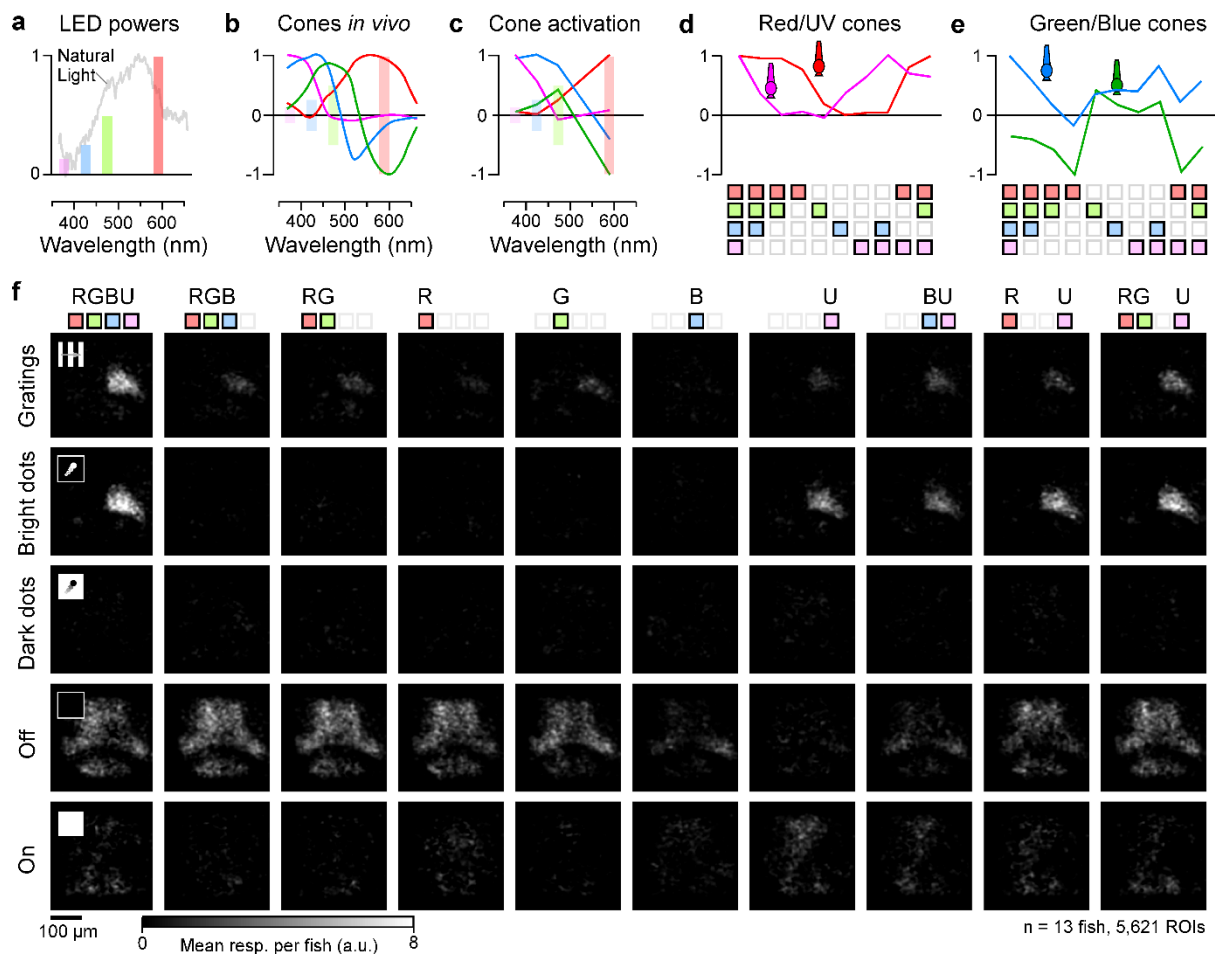 a LED powers
b Cones in vivo
c Cone activation
d Red/UV cones
e Green/Blue cones
1
Natural
Light
0
400 500 600
Wavelength (nm)
1
0
-1
400 500 600
Wavelength (nm)
1
0
-1
400 500 600
Wavelength (nm)
1
0
-1
1
0
-1
f
RGBU RGB RG R G B U BU R U RG U
Gratings
Bright dots
Dark dots
Off
On
100 µm
0 8
Mean resp. per fish (a.u.)
n = 13 fish, 5,621 ROIs